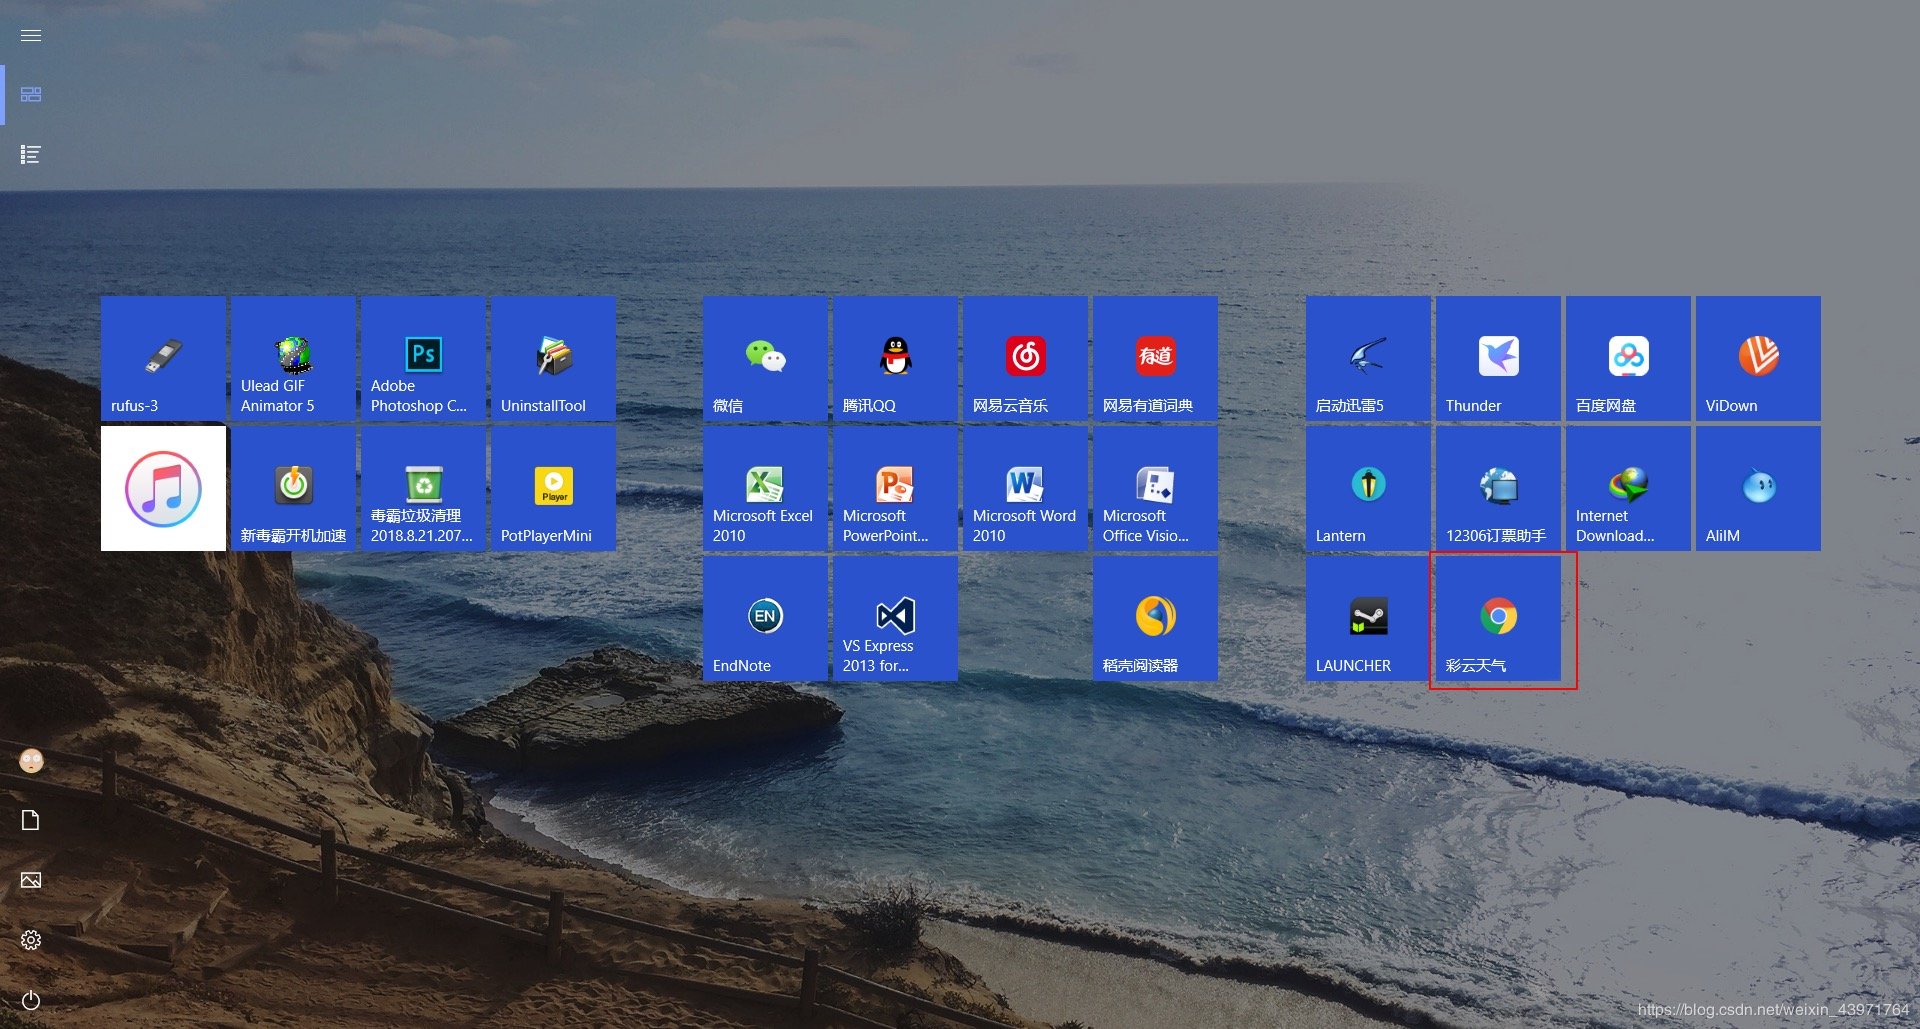 Ps
有道
rufus-3
Ulead GIF
Animator 5
Adobe
Photoshop C...
UninstallTool
微信
腾讯QQ
网易云音乐
网易有道词典
启动迅雷5
Thunder
百度网盘
ViDown
Player
新毒霸开机加速
毒霸垃圾清理
2018.8.21.207...
PotPlayerMini
Microsoft Excel
2010
Microsoft
PowerPoint...
Microsoft Word
2010
Microsoft
Office Visio...
Lantern
12306订票助手
Internet
Download...
AliIM
EN
EndNote
VS Express
2013 for...
稻壳阅读器
LAUNCHER
彩云天气
https://blog.csdn.net/weixin_43971764